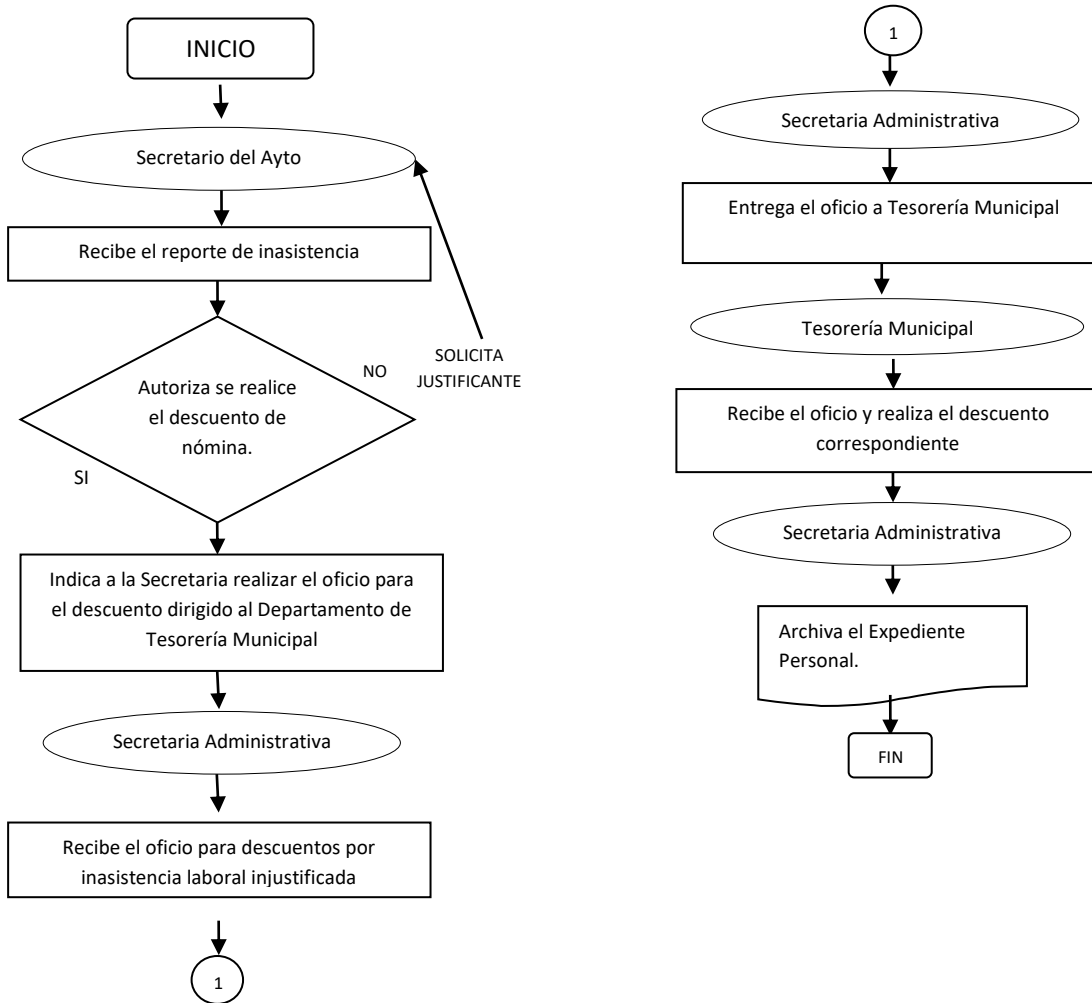 INICIO
Secretario del Ayto
Recibe el reporte de inasistencia
Autoriza se realice
el descuento de
nómina.
NO
SI
SOLICITA
JUSTIFICANTE
Indica a la Secretaria realizar el oficio para
el descuento dirigido al Departamento de
Tesorería Municipal
Secretaria Administrativa
Recibe el oficio para descuentos por
inasistencia laboral injustificada
1
1
Secretaria Administrativa
Entrega el oficio a Tesorería Municipal
Tesorería Municipal
Recibe el oficio y realiza el descuento
correspondiente
Secretaria Administrativa
Archiva el Expediente
Personal.
FIN